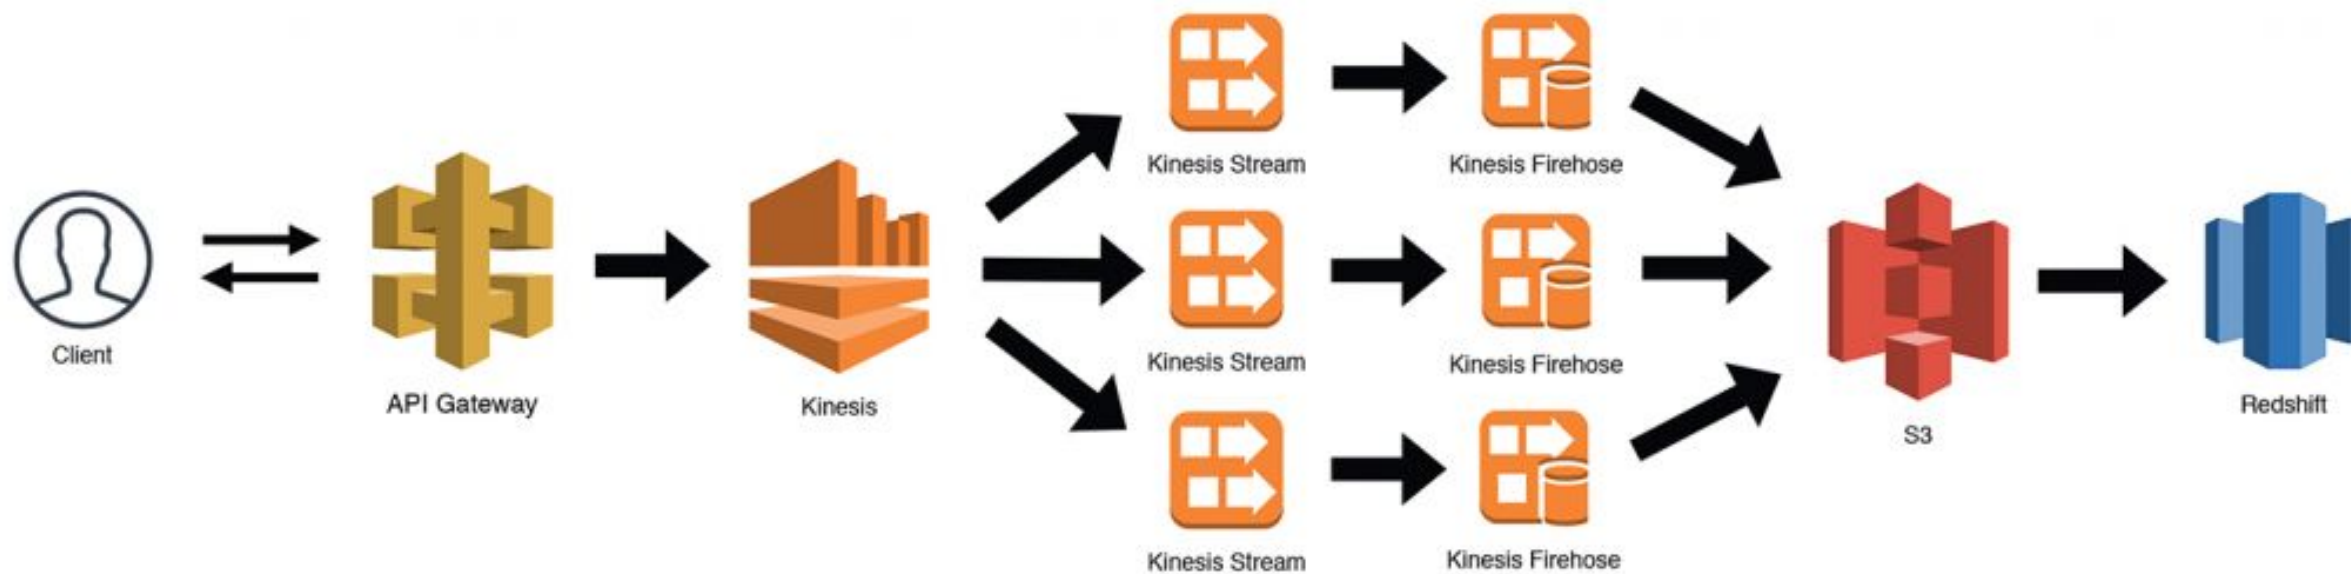 Client
API Gateway
Kinesis
Kinesis Stream
Kinesis Firehose
Kinesis Stream
Kinesis Firehose
Kinesis Stream
Kinesis Firehose
S3
Redshift